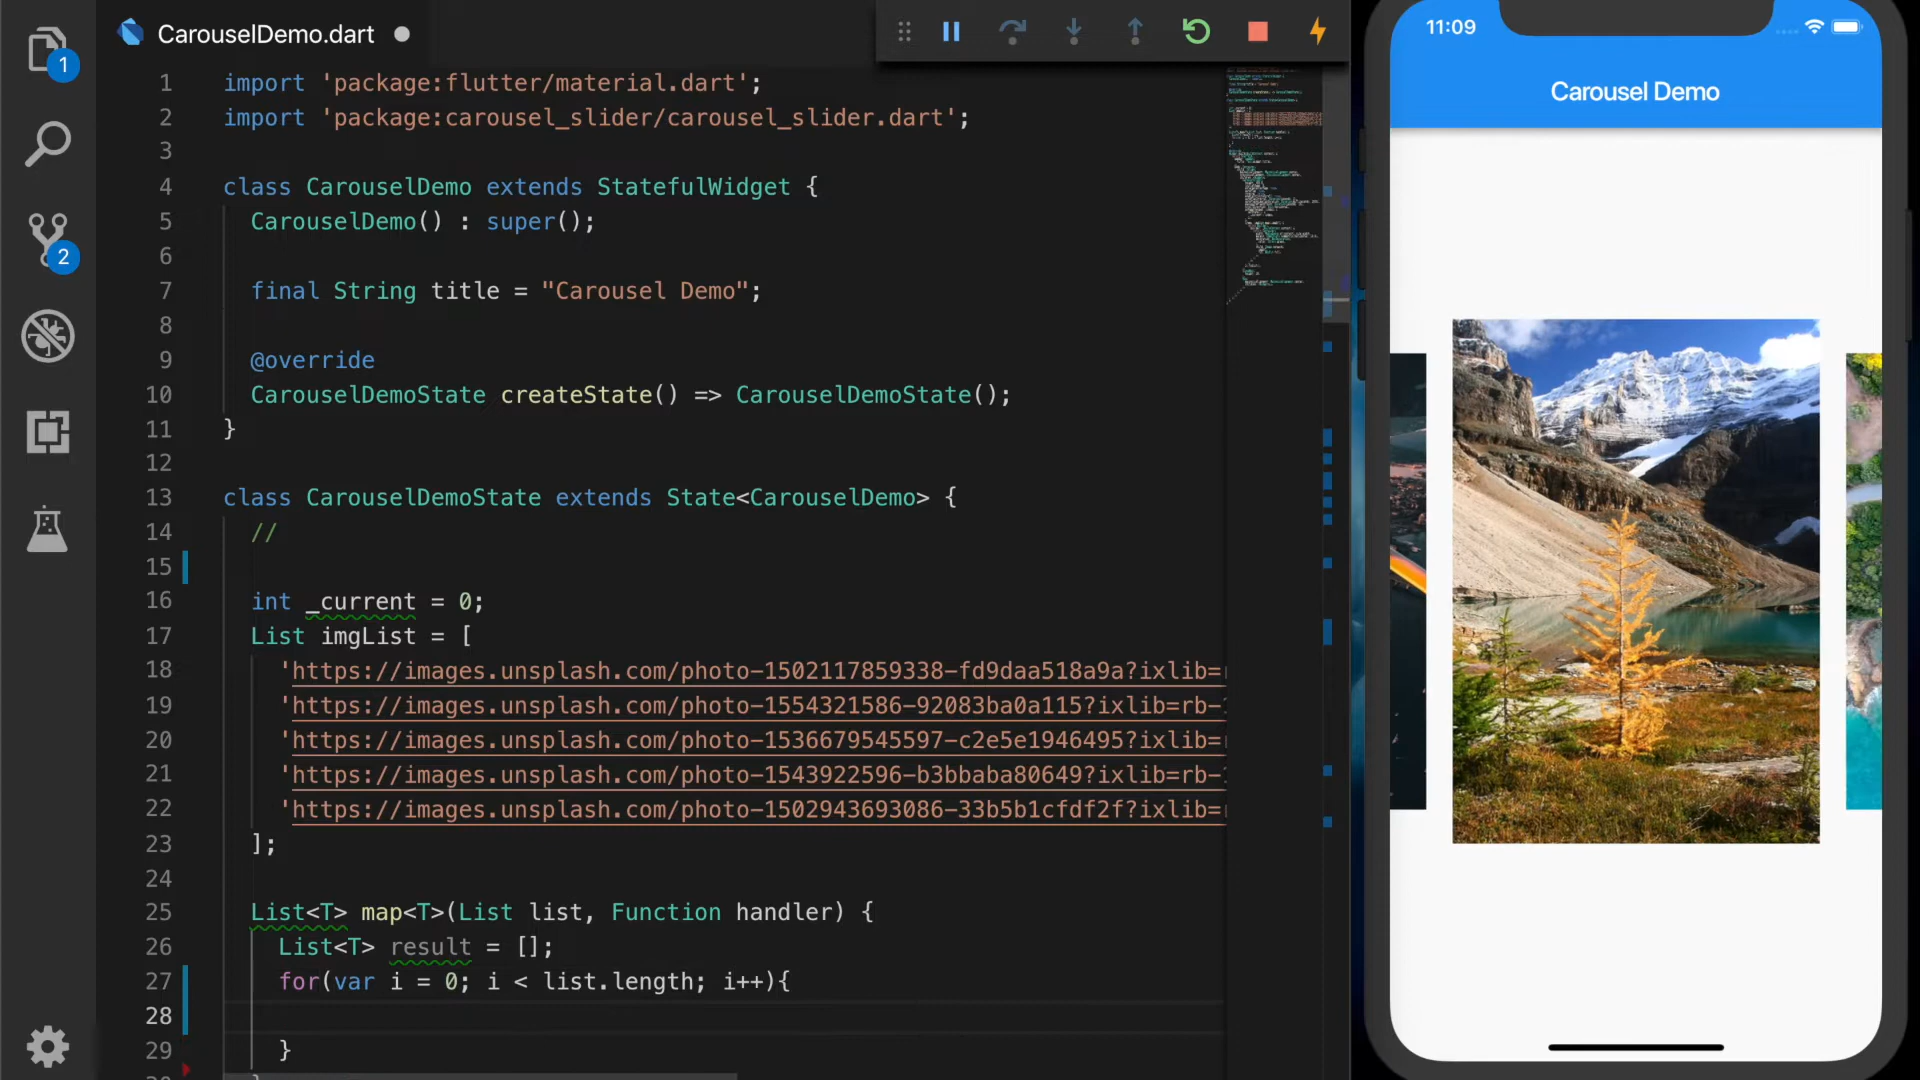 CarouselDemo.dart
1
2
1 import 'package:flutter/material.dart';
2 import 'package:carousel_slider/carousel_slider.dart';
3
4 class CarouselDemo extends StatefulWidget {
5 CarouselDemo() : super();
6
7 final String title = "Carousel Demo";
8
9 @override
10 CarouselDemoState createState() => CarouselDemoState();
11 }
12
13 class CarouselDemoState extends State<CarouselDemo> {
14 //
15
16 int _current = 0;
17 List imgList = [
18 'https://images.unsplash.com/photo-1502117859338-fd9daa518a9a?ixlib=
19 'https://images.unsplash.com/photo-1554321586-92083ba0a115?ixlib=rb-
20 'https://images.unsplash.com/photo-1536679545597-c2e5e1946495?ixlib=
21 'https://images.unsplash.com/photo-1543922596-b3bbaba80649?ixlib=rb-
22 'https://images.unsplash.com/photo-1502943693086-33b5b1cfdf2f?ixlib=
23 ];
24
25 List<T> map<T>(List list, Function handler) {
26 List<T> result = [];
27 for(var i = 0; i < list.length; i++){
28
29 }
11:09
Carousel Demo